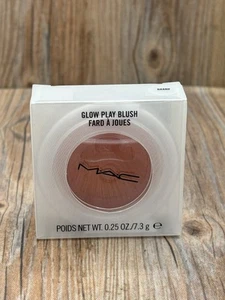 GLOW PLAY BLUSH
FARD À JOUES
MAC
POIDS NET WT. 0.25 OZ/7.3 g ℮